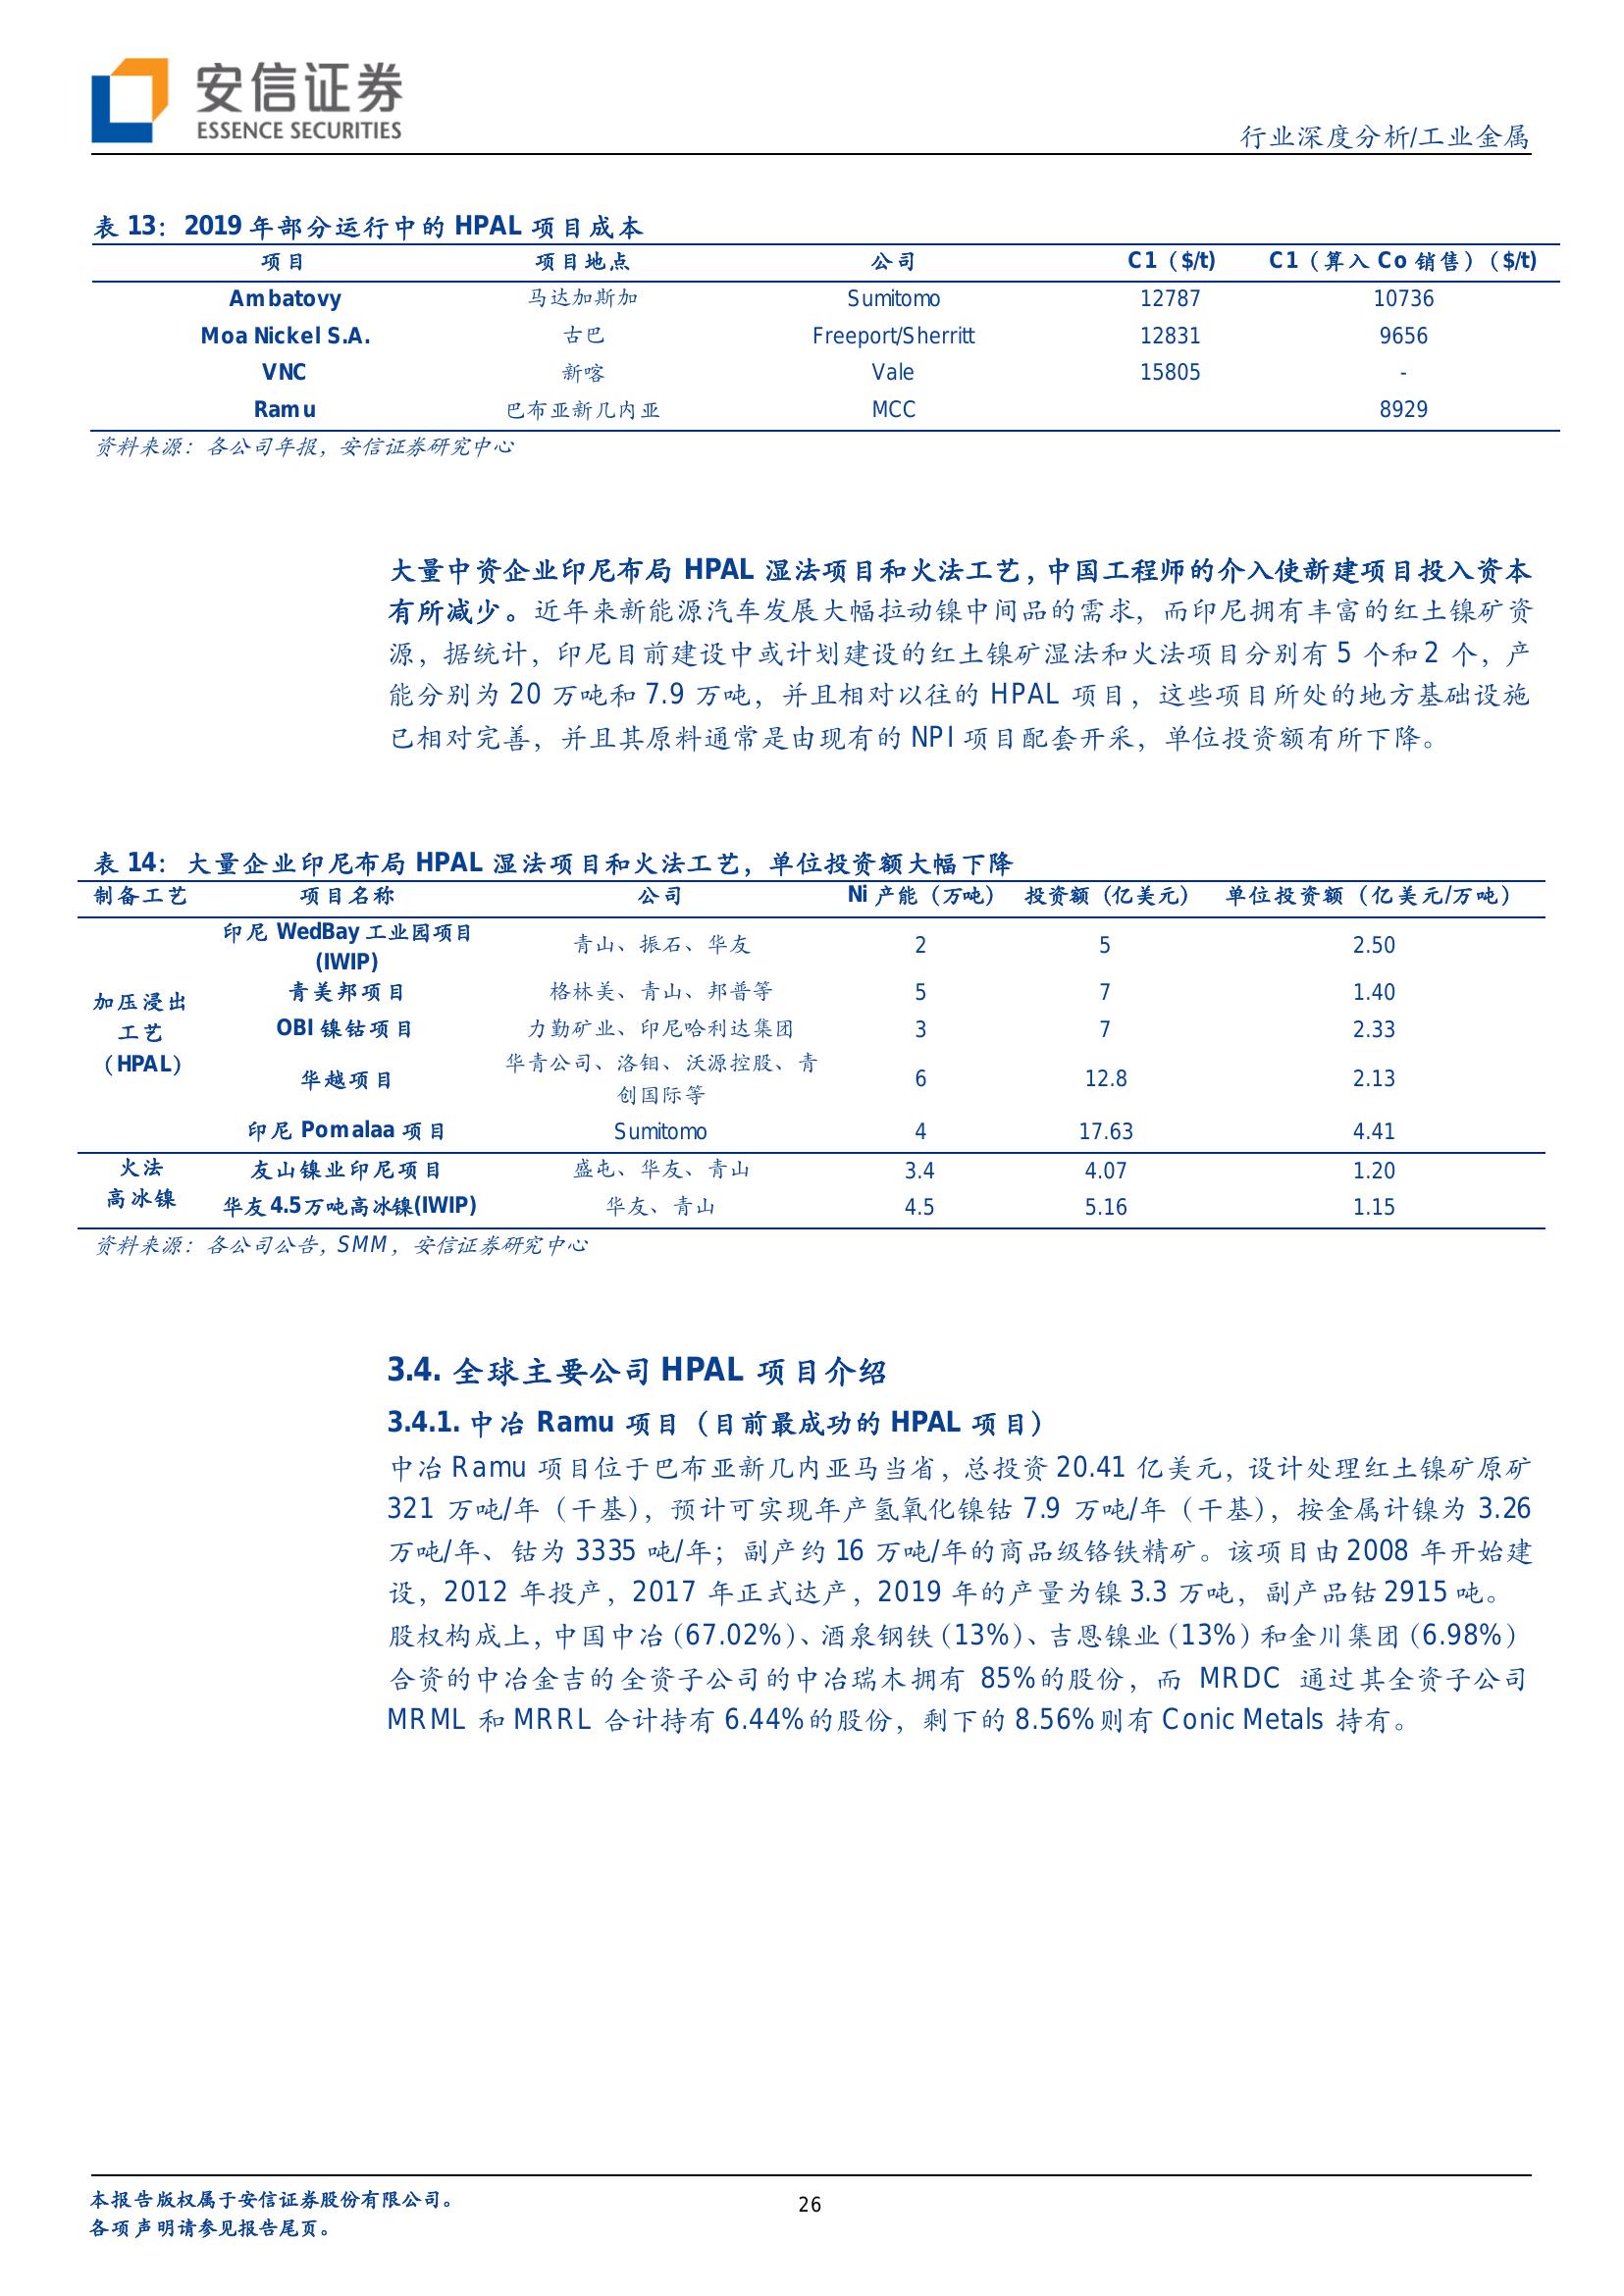 安信证券
ESSENCE SECURITIES
行业深度分析/工业金属
表 13：2019 年部分运行中的 HPAL 项目成本
项目 项目地点 公司 C1（$/t） C1（算入 Co 销售）（$/t）
Ambatovy 马达加斯加 Sumitomo 12787 10736
Moa Nickel S.A. 古巴 Freeport/Sherritt 12831 9656
VNC 新喀 Vale 15805 -
Ramu 巴布亚新几内亚 MCC 8929
资料来源：各公司年报，安信证券研究中心
大量中资企业印尼布局 HPAL 湿法项目和火法工艺，中国工程师的介入使新建项目投入资本
有所减少。近年来新能源汽车发展大幅拉动镍中间品的需求，而印尼拥有丰富的红土镍矿资
源，据统计，印尼目前建设中或计划建设的红土镍矿湿法和火法项目分别有 5 个和 2 个，产
能分别为 20 万吨和 7.9 万吨，并且相对以往的 HPAL 项目，这些项目所处的地方基础设施
已相对完善，并且其原料通常是由现有的 NPI 项目配套开采，单位投资额有所下降。
表 14：大量企业印尼布局 HPAL 湿法项目和火法工艺，单位投资额大幅下降
制备工艺 项目名称 公司 Ni 产能（万吨） 投资额（亿美元） 单位投资额（亿美元/万吨）
印尼 WedBay 工业园项目
(IWIP) 青山、振石、华友 2 5 2.50
青美邦项目 格林美、青山、邦普等 5 7 1.40
加压浸出
工艺
（HPAL）
OBI 镍钴项目 力勤矿业、印尼哈利达集团 3 7 2.33
华越项目 华青公司、洛钼、沃源控股、青
创国际等 6 12.8 2.13
印尼 Pomalaa 项目 Sumitomo 4 17.63 4.41
火法
高冰镍
友山镍业印尼项目 盛屯、华友、青山 3.4 4.07 1.20
华友 4.5万吨高冰镍(IWIP) 华友、青山 4.5 5.16 1.15
资料来源：各公司公告，SMM，安信证券研究中心
3.4. 全球主要公司 HPAL 项目介绍
3.4.1. 中冶 Ramu 项目（目前最成功的 HPAL 项目）
中冶 Ramu 项目位于巴布亚新几内亚马当省，总投资 20.41 亿美元，设计处理红土镍矿原矿
321 万吨/年（干基），预计可实现年产氢氧化镍钴 7.9 万吨/年（干基），按金属计镍为 3.26
万吨/年、钴为 3335 吨/年；副产约 16 万吨/年的商品级铬铁精矿。该项目由 2008 年开始建
设，2012 年投产，2017 年正式达产，2019 年的产量为镍 3.3 万吨，副产品钴 2915 吨。
股权构成上，中国中冶（67.02%）、酒泉钢铁（13%）、吉恩镍业（13%）和金川集团（6.98%）
合资的中冶金吉的全资子公司的中冶瑞木拥有 85%的股份，而 MRDC 通过其全资子公司
MRML 和 MRRL 合计持有 6.44%的股份，剩下的 8.56%则有 Conic Metals 持有。
本报告版权属于安信证券股份有限公司。
各项声明请参见报告尾页。
26